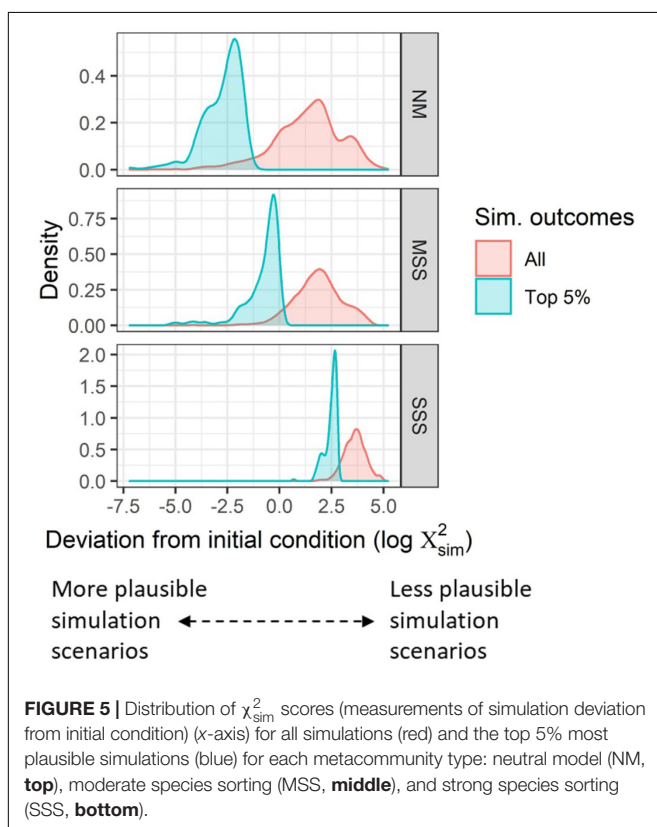 0.4
0.2
0.0
NM
0.75
0.50
0.25
0.00
MSS
2.0
1.5
1.0
0.5
0.0
SSS
Density
-7.5 -5.0 -2.5 0.0 2.5 5.0
Deviation from initial condition (log X²sim)
Sim. outcomes
All
Top 5%
More plausible
simulation
scenarios
Less plausible
simulation
scenarios
FIGURE 5 | Distribution of χ²sim scores (measurements of simulation deviation
from initial condition) (x-axis) for all simulations (red) and the top 5% most
plausible simulations (blue) for each metacommunity type: neutral model (NM,
top), moderate species sorting (MSS, middle), and strong species sorting
(SSS, bottom).